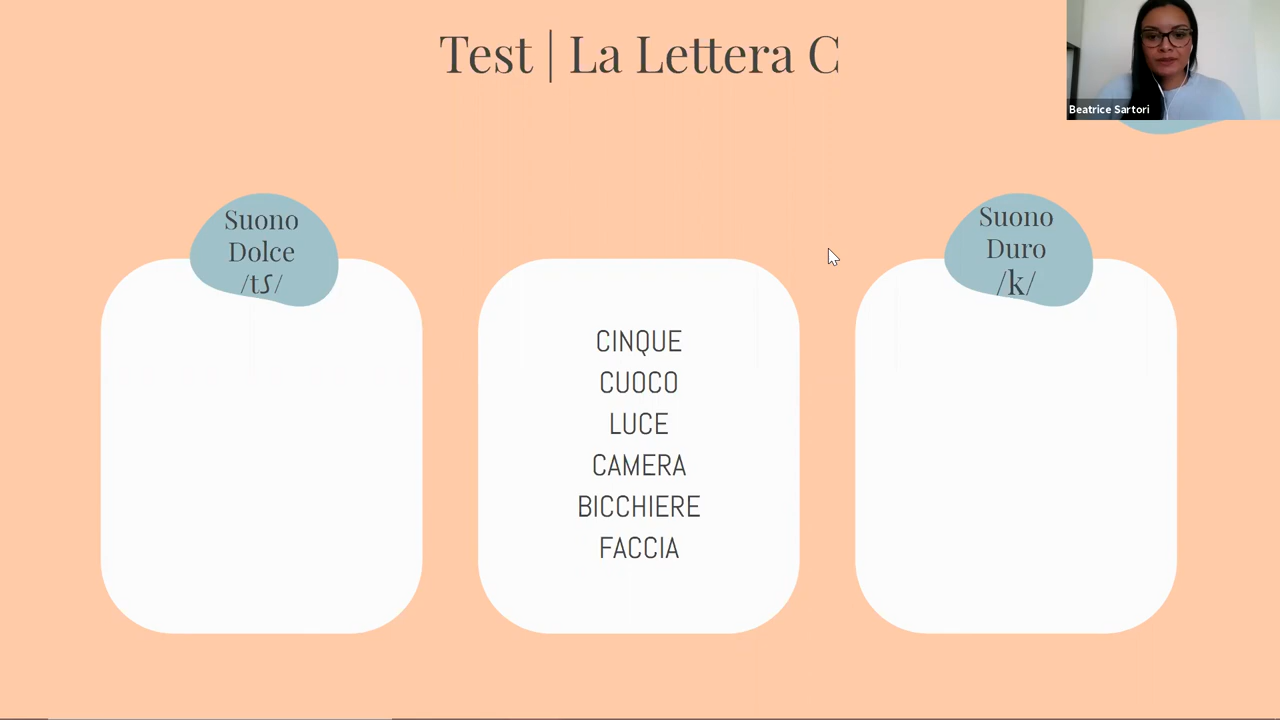 Test | La Lettera C
Beatrice Sartori
Suono
Dolce
/tʃ/
Suono
Duro
/k/
CINQUE
CUOCO
LUCE
CAMERA
BICCHIERE
FACCIA